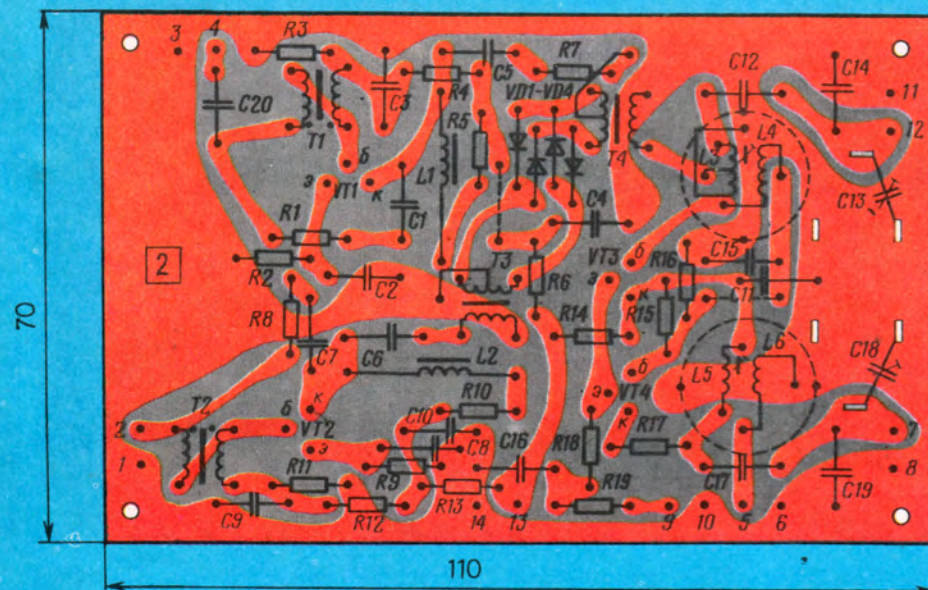 3
4
R3
C20
T1
C3
R4
C5
R7
VD1-VD4
C12
C14
11
12
R5
T4
L3
L4
б
э
VT1
к
L1
C1
C4
C13
R1
2
R2
C2
T3
R6
VT3
э
б
R16
C15
C11
к
R15
R14
R8
C7
C6
L2
R10
б
VT4
L5
L6
C18
э
к
T2
2
1
б
VT2
к
э
C10
C8
C16
R18
R17
7
8
R11
R9
R13
R12
C9
14
13
R19
9
10
C17
5
6
C19
70
110